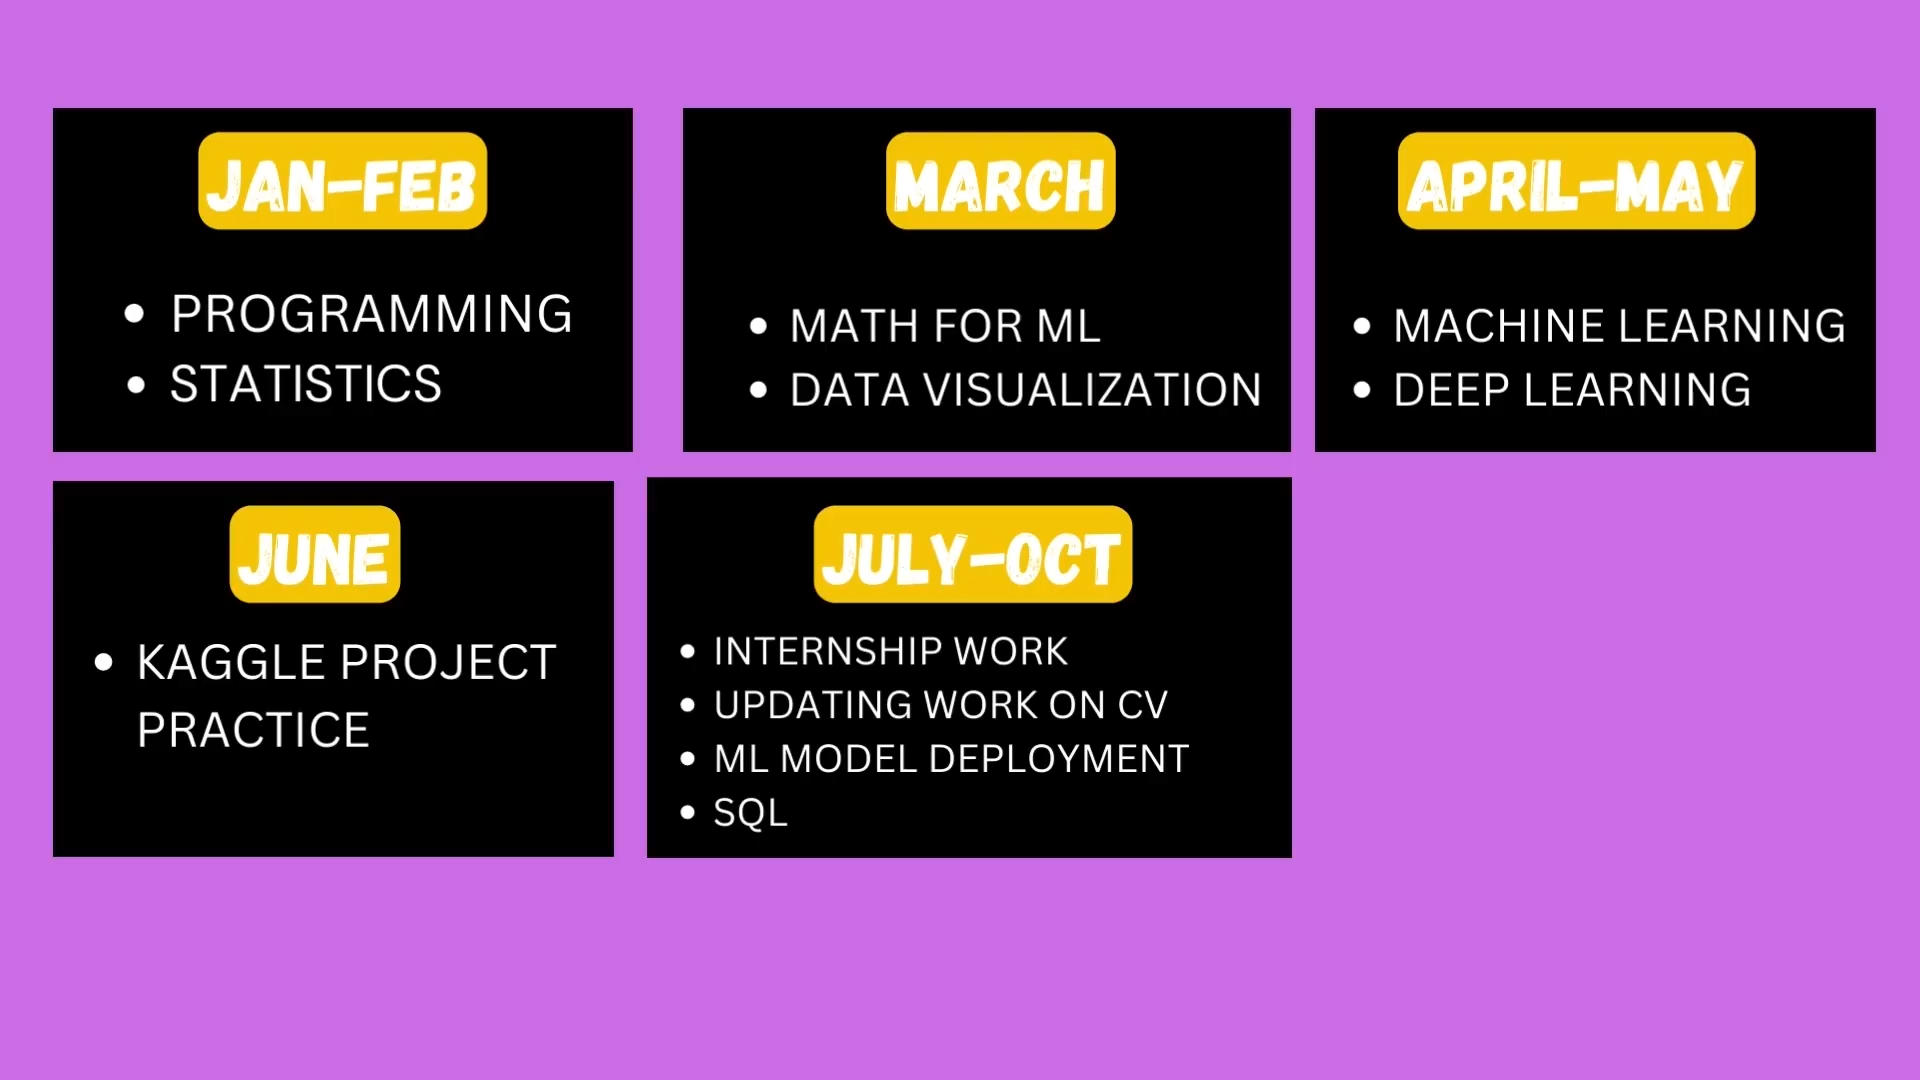 JAN-FEB
• PROGRAMMING
• STATISTICS
MARCH
• MATH FOR ML
• DATA VISUALIZATION
APRIL-MAY
• MACHINE LEARNING
• DEEP LEARNING
JUNE
• KAGGLE PROJECT
PRACTICE
JULY-OCT
• INTERNSHIP WORK
• UPDATING WORK ON CV
• ML MODEL DEPLOYMENT
• SQL